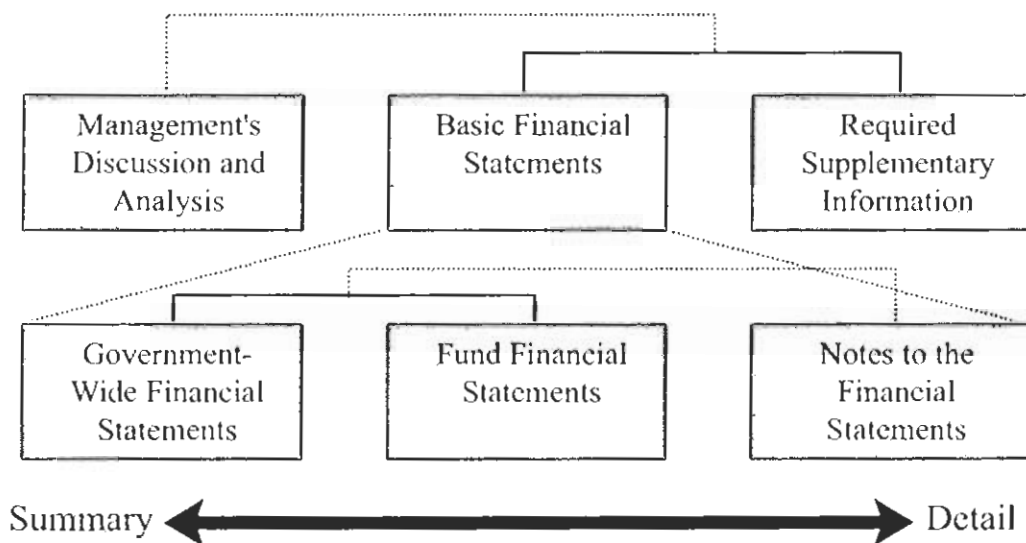 Management's
Discussion and
Analysis
Basic Financial
Statements
Required
Supplementary
Information
Government-
Wide Financial
Statements
Fund Financial
Statements
Notes to the
Financial
Statements
Summary
Detail